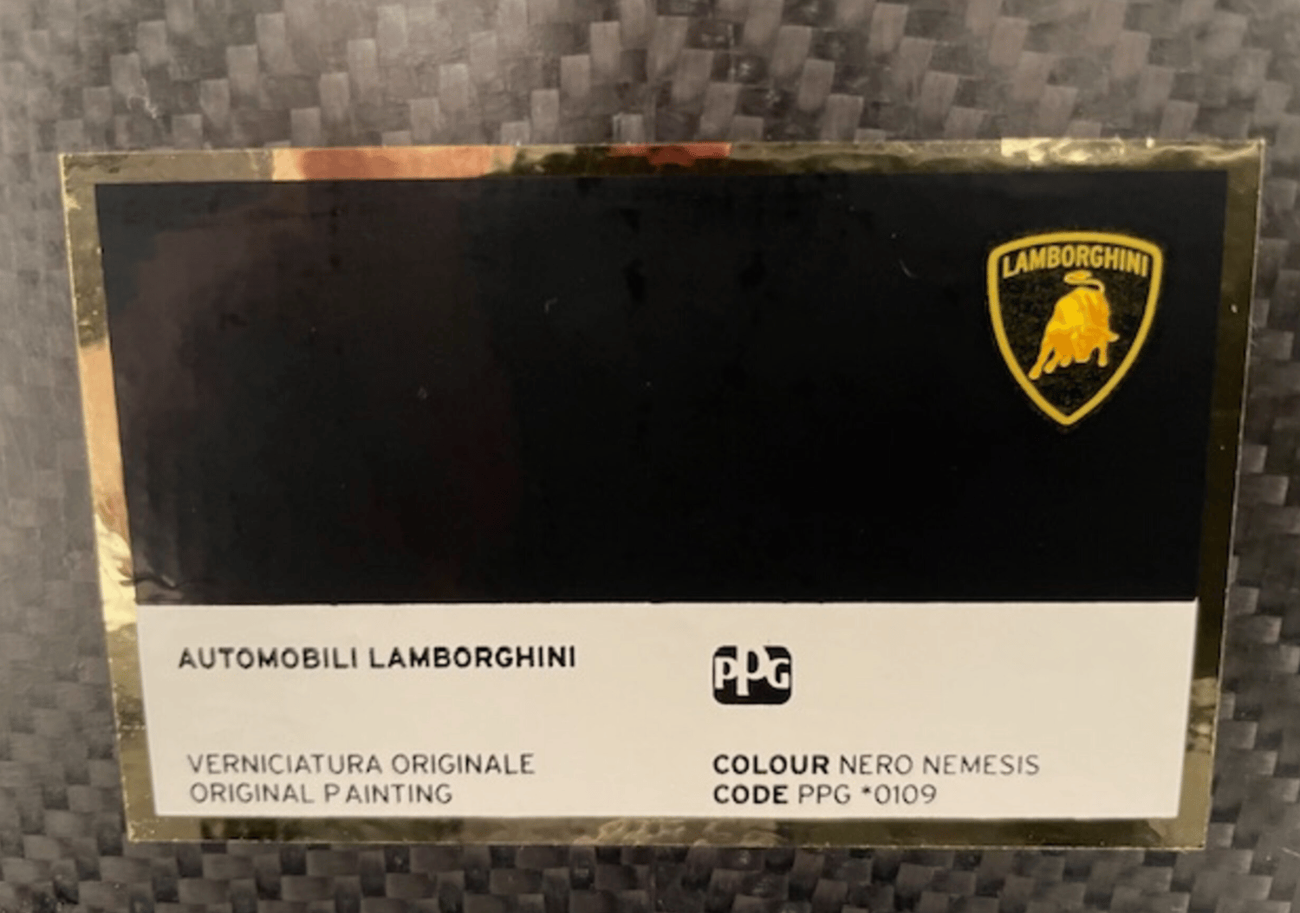 LAMBORGHINI
AUTOMOBILI LAMBORGHINI
PPG
VERNICIATURA ORIGINALE
ORIGINAL PAINTING
COLOUR NERO NEMESIS
CODE PPG *0109